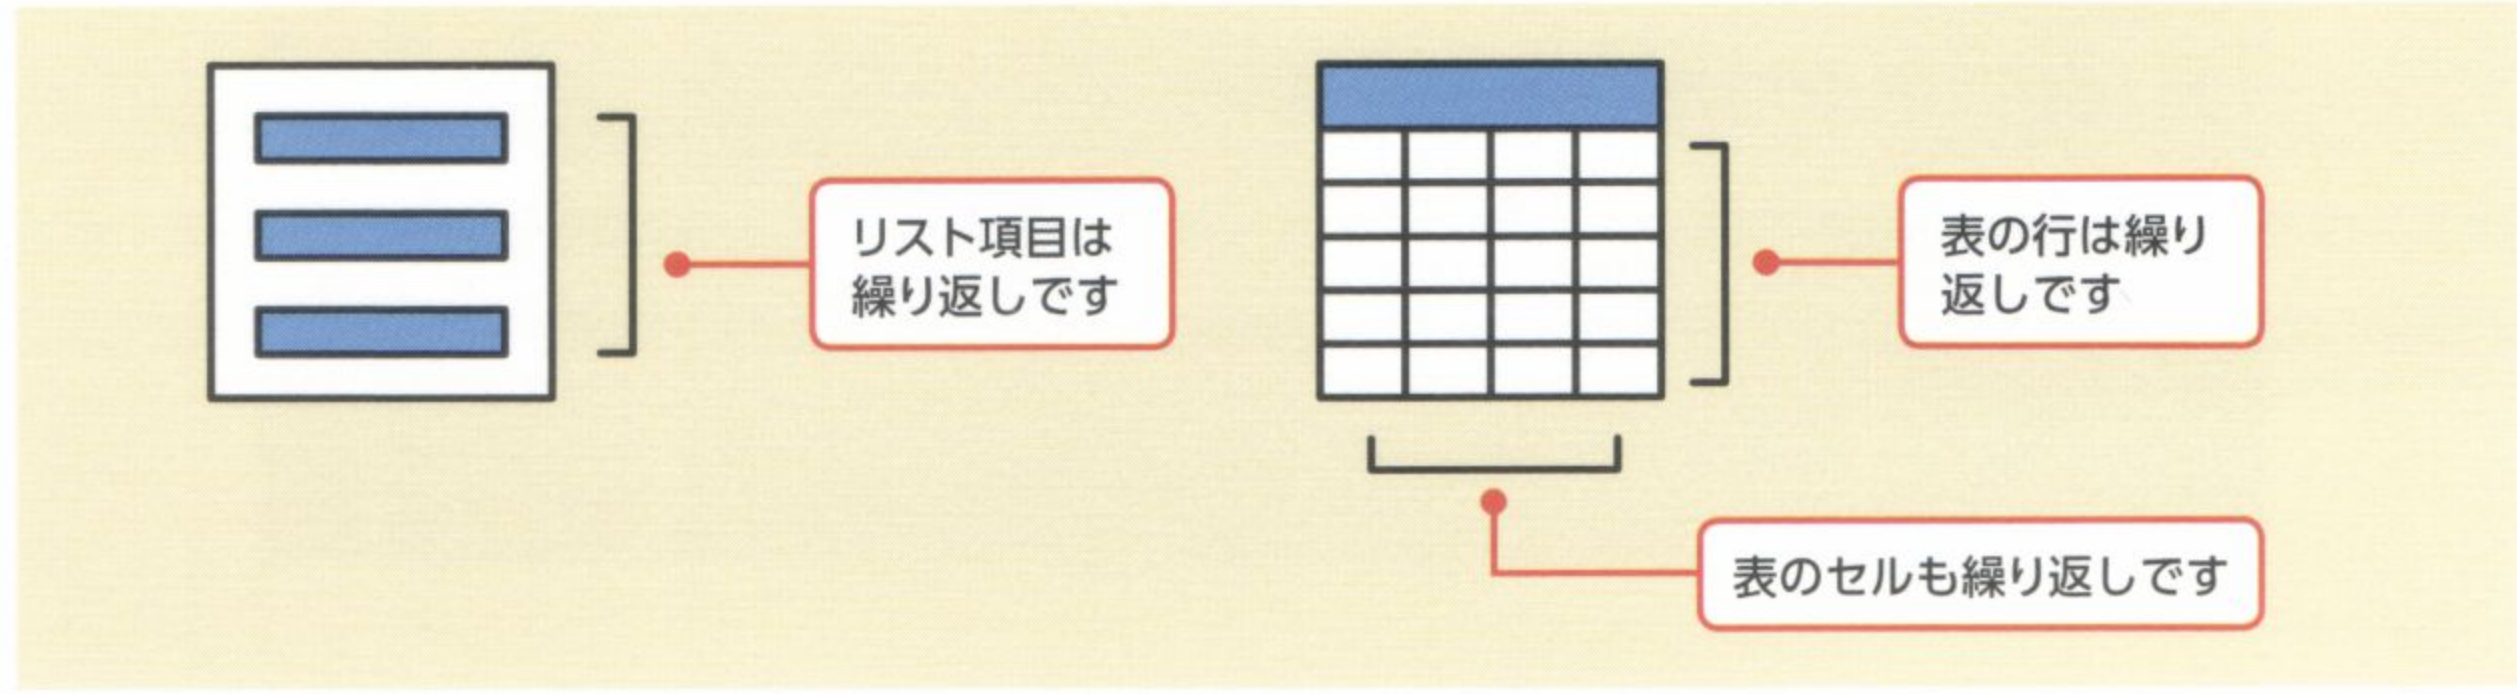 リスト項目は
繰り返しです
表の行は繰り
返しです
表のセルも繰り返しです